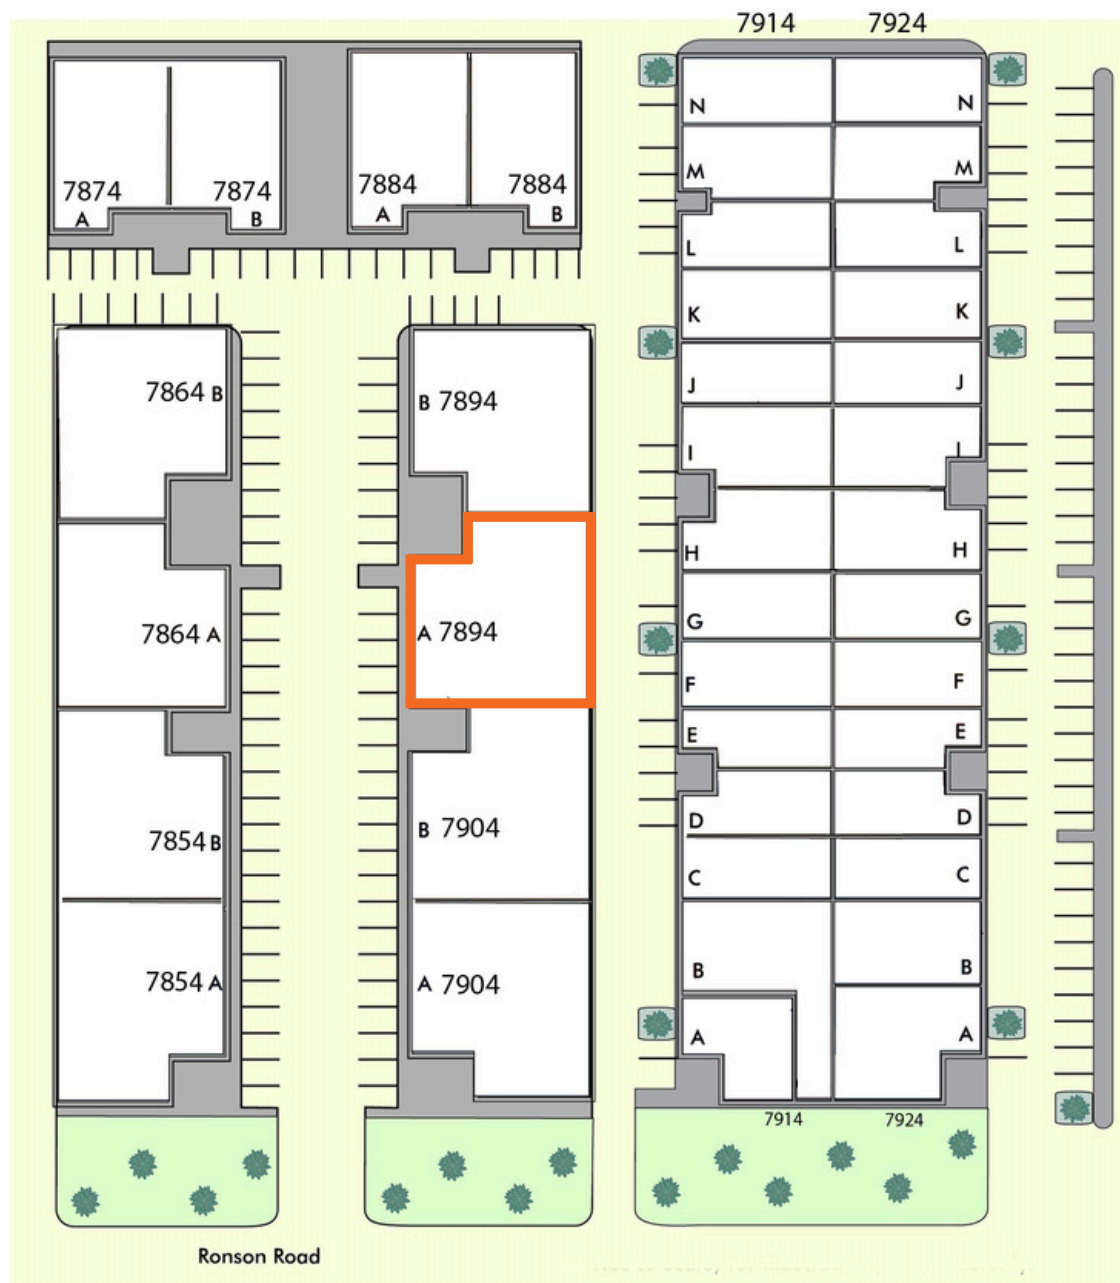 7914 7924
7874 7874
A B
7884 7884
A B
N N
M M
L L
K K
J J
I I
H H
G G
F F
E E
D D
C C
B B
A A
7914 7924
7864 B
7864 A
7854 B
7854 A
B 7894
A 7894
B 7904
A 7904
Ronson Road